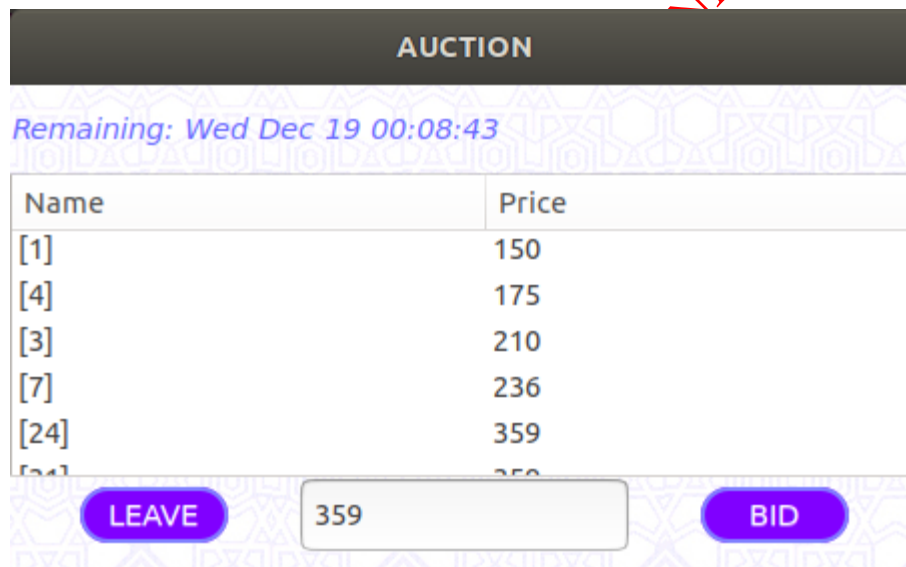 AUCTION
Remaining: Wed Dec 19 00:08:43
Name Price
[1] 150
[4] 175
[3] 210
[7] 236
[24] 359
LEAVE 359 BID